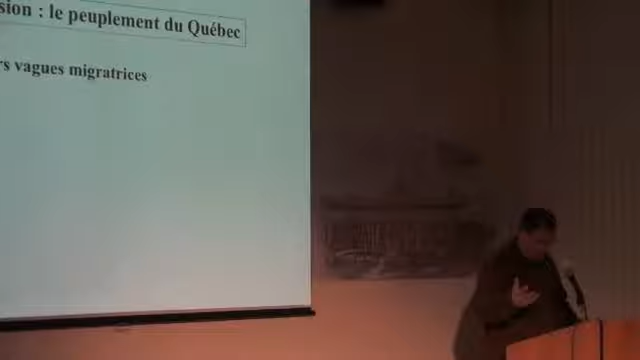 sion : le peuplement du Québec
rs vagues migratrices